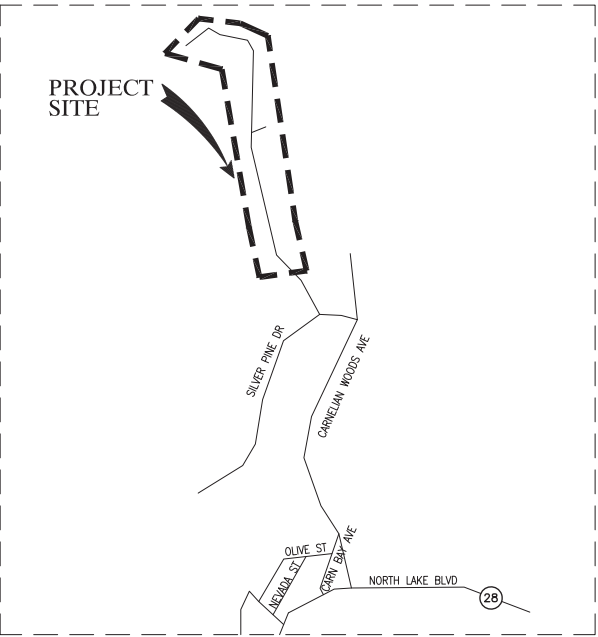 PROJECT
SITE
SILVER PINE DR
CARNELIAN WOODS AVE
OLIVE ST
NEVADA ST
CARN BAY AVE
NORTH LAKE BLVD
28